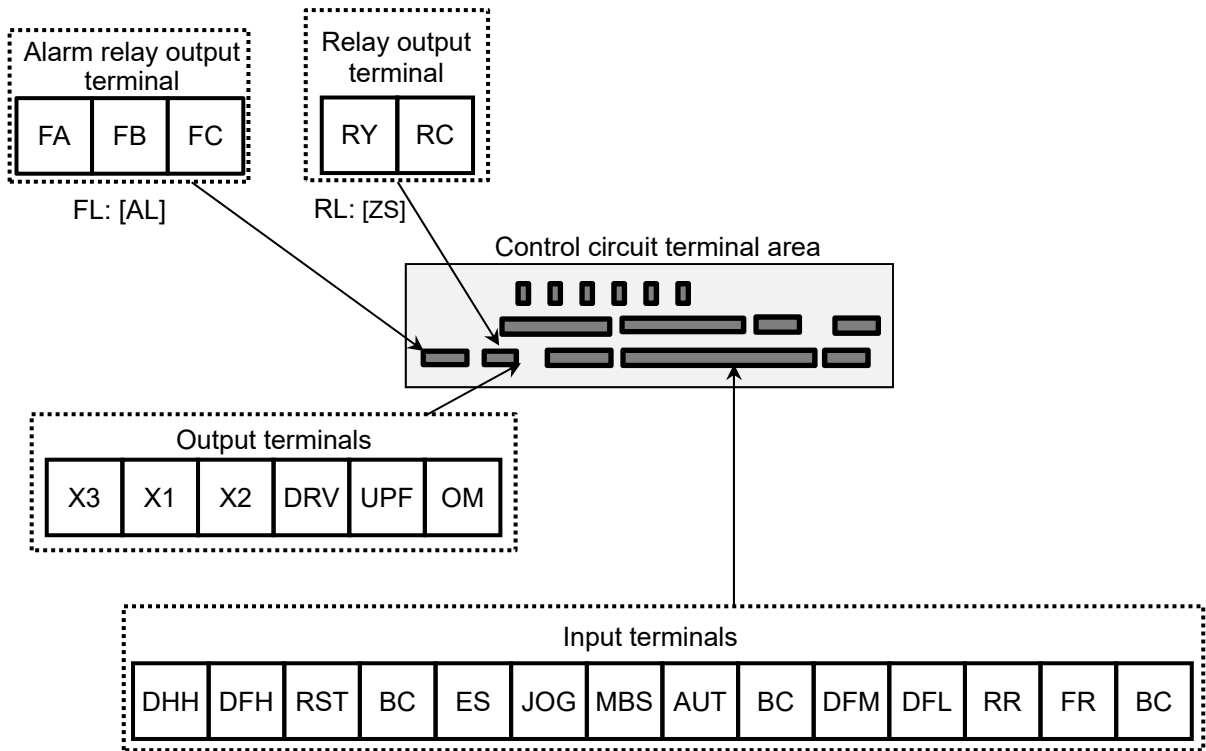 Alarm relay output
terminal
FA FB FC
FL: [AL]
Relay output
terminal
RY RC
RL: [ZS]
Control circuit terminal area
Output terminals
X3 X1 X2 DRV UPF OM
Input terminals
DHH DFH RST BC ES JOG MBS AUT BC DFM DFL RR FR BC